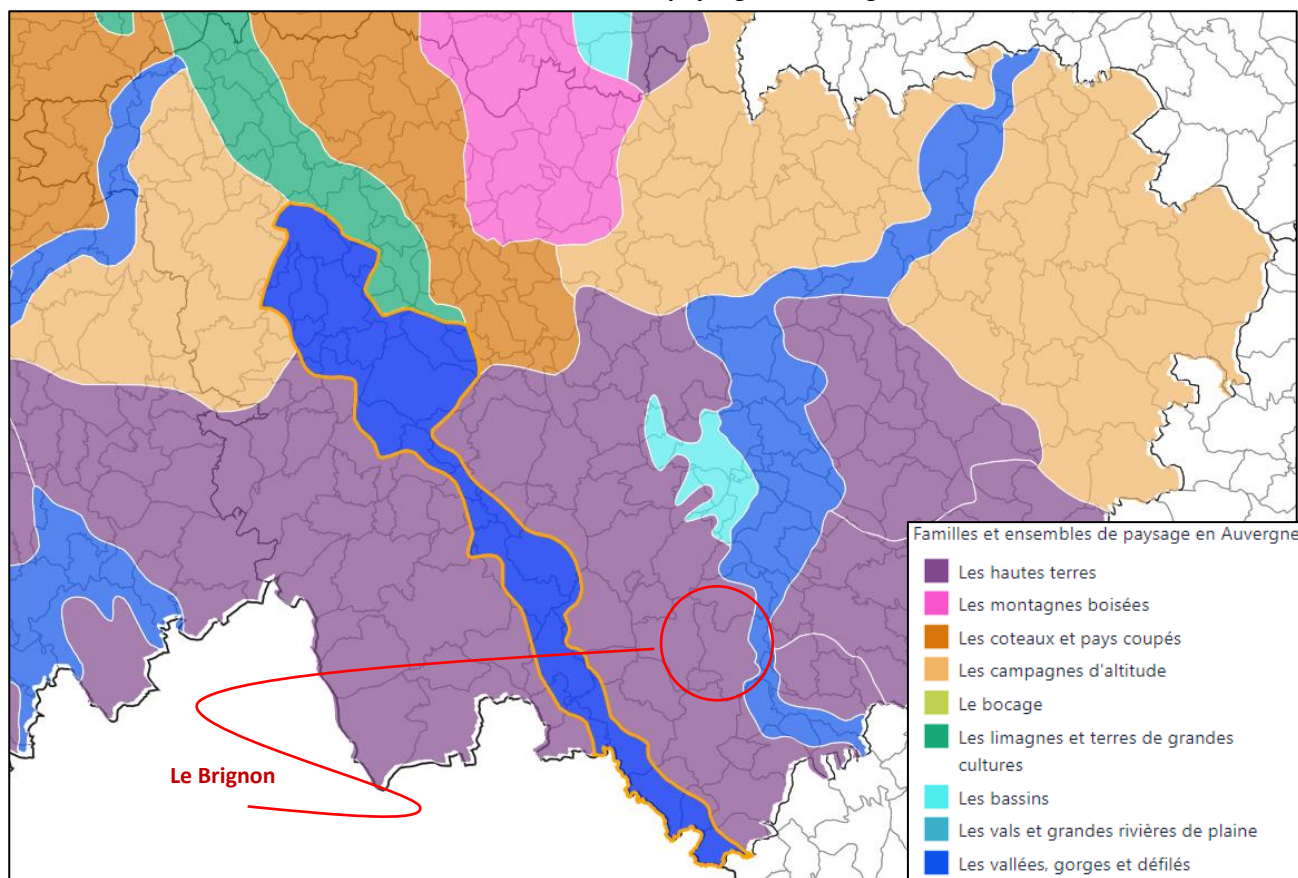 Le Brignon
Familles et ensembles de paysage en Auvergne
Les hautes terres
Les montagnes boisées
Les coteaux et pays coupés
Les campagnes d'altitude
Le bocage
Les limagnes et terres de grandes
cultures
Les bassins
Les vals et grandes rivières de plaine
Les vallées, gorges et défilés